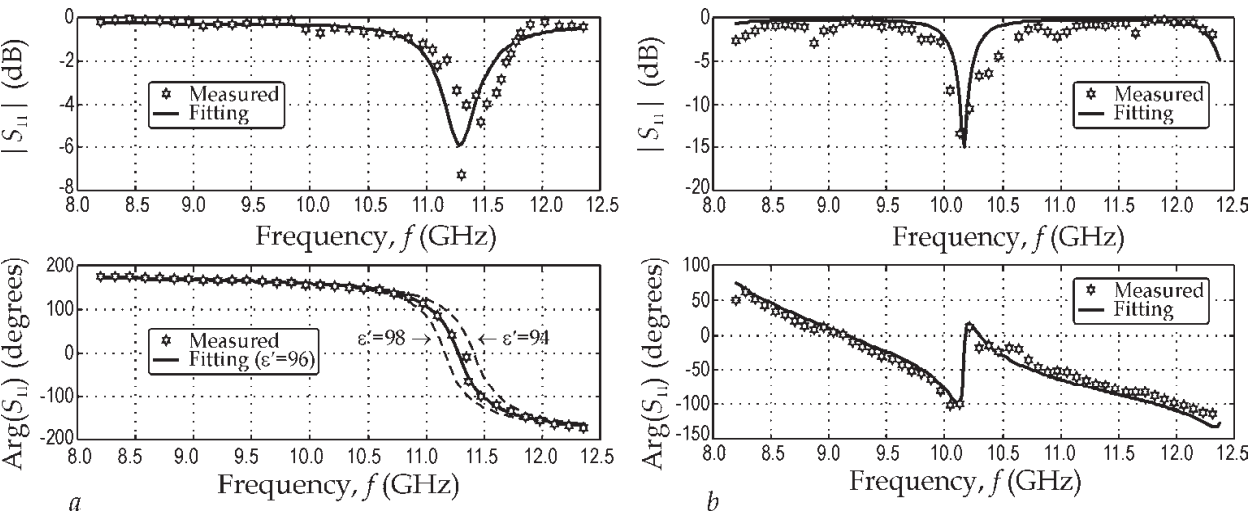 |S₁₁| (dB)
0
-2
-4
-6
-8
Measured
Fitting
8.0 8.5 9.0 9.5 10.0 10.5 11.0 11.5 12.0 12.5
Frequency, f (GHz)
|S₁₁| (dB)
0
-5
-10
-15
-20
Measured
Fitting
8.0 8.5 9.0 9.5 10.0 10.5 11.0 11.5 12.0 12.5
Frequency, f (GHz)
Arg(S₁₁) (degrees)
200
100
0
-100
-200
Measured
Fitting (ε′=96)
ε′=98
ε′=94
8.0 8.5 9.0 9.5 10.0 10.5 11.0 11.5 12.0 12.5
Frequency, f (GHz)
a
Arg(S₁₁) (degrees)
100
50
0
-50
-100
-150
Measured
Fitting
8.0 8.5 9.0 9.5 10.0 10.5 11.0 11.5 12.0 12.5
Frequency, f (GHz)
b